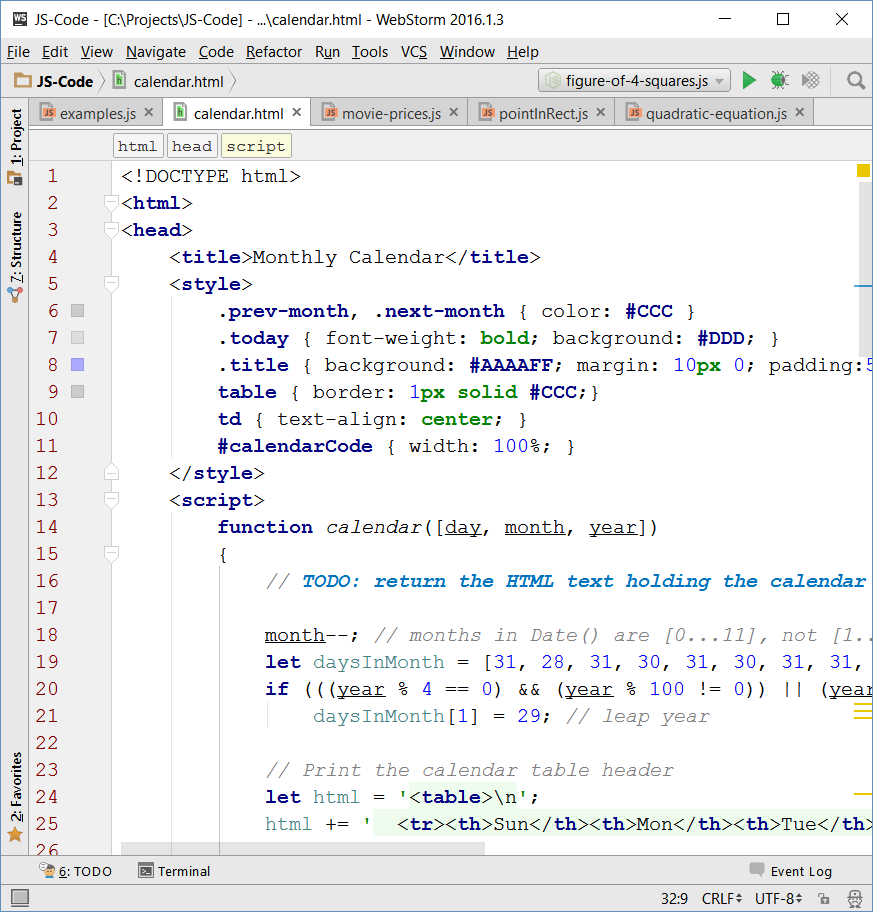 WS JS-Code - [C:\Projects\JS-Code] - ...\calendar.html - WebStorm 2016.1.3
File Edit View Navigate Code Refactor Run Tools VCS Window Help
JS-Code calendar.html figure-of-4-squares.js
examples.js calendar.html movie-prices.js pointInRect.js quadratic-equation.js
1: Project
7: Structure
2: Favorites
html head script
1 <!DOCTYPE html>
2 <html>
3 <head>
4 <title>Monthly Calendar</title>
5 <style>
6 .prev-month, .next-month { color: #CCC }
7 .today { font-weight: bold; background: #DDD; }
8 .title { background: #AAAAFF; margin: 10px 0; padding:5
9 table { border: 1px solid #CCC;}
10 td { text-align: center; }
11 #calendarCode { width: 100%; }
12 </style>
13 <script>
14 function calendar([day, month, year])
15 {
16 // TODO: return the HTML text holding the calendar
17
18 month--; // months in Date() are [0...11], not [1..
19 let daysInMonth = [31, 28, 31, 30, 31, 30, 31, 31,
20 if (((year % 4 == 0) && (year % 100 != 0)) || (year
21 daysInMonth[1] = 29; // leap year
22
23 // Print the calendar table header
24 let html = '<table>\n';
25 html += ' <tr><th>Sun</th><th>Mon</th><th>Tue</th>
26
6: TODO Terminal Event Log
32:9 CRLF UTF-8